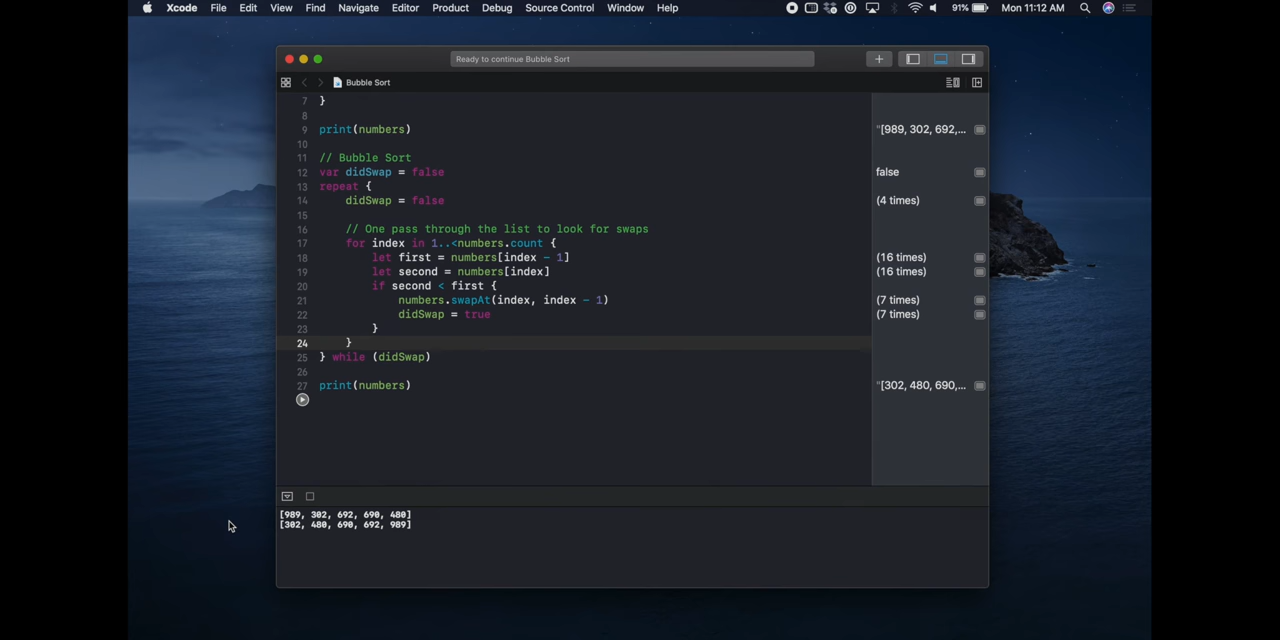 Xcode File Edit View Find Navigate Editor Product Debug Source Control Window Help 91% Mon 11:12 AM
Ready to continue Bubble Sort
Bubble Sort
7 }
8
9 print(numbers) "[989, 302, 692,...
10
11 // Bubble Sort
12 var didSwap = false false
13 repeat {
14 didSwap = false (4 times)
15
16 // One pass through the list to look for swaps
17 for index in 1..<numbers.count {
18 let first = numbers[index - 1] (16 times)
19 let second = numbers[index] (16 times)
20 if second < first {
21 numbers.swapAt(index, index - 1) (7 times)
22 didSwap = true (7 times)
23 }
24 }
25 } while (didSwap)
26
27 print(numbers) "[302, 480, 690,...
[989, 302, 692, 690, 480]
[302, 480, 690, 692, 989]